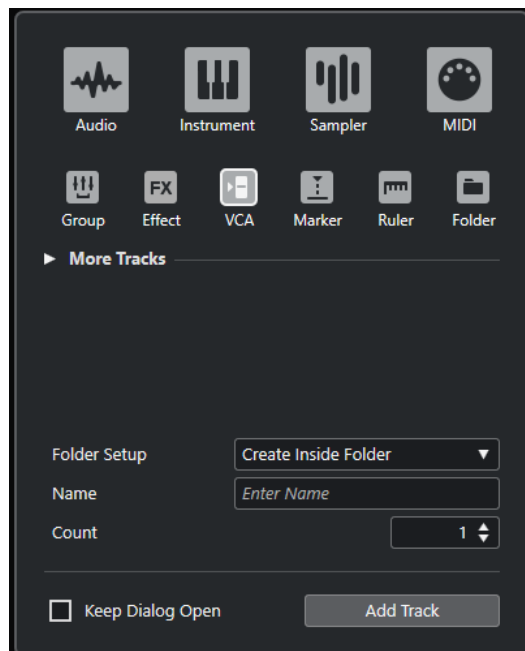 Audio Instrument Sampler MIDI
Group FX Effect VCA Marker Ruler Folder
More Tracks
Folder Setup Create Inside Folder
Name Enter Name
Count 1
Keep Dialog Open Add Track